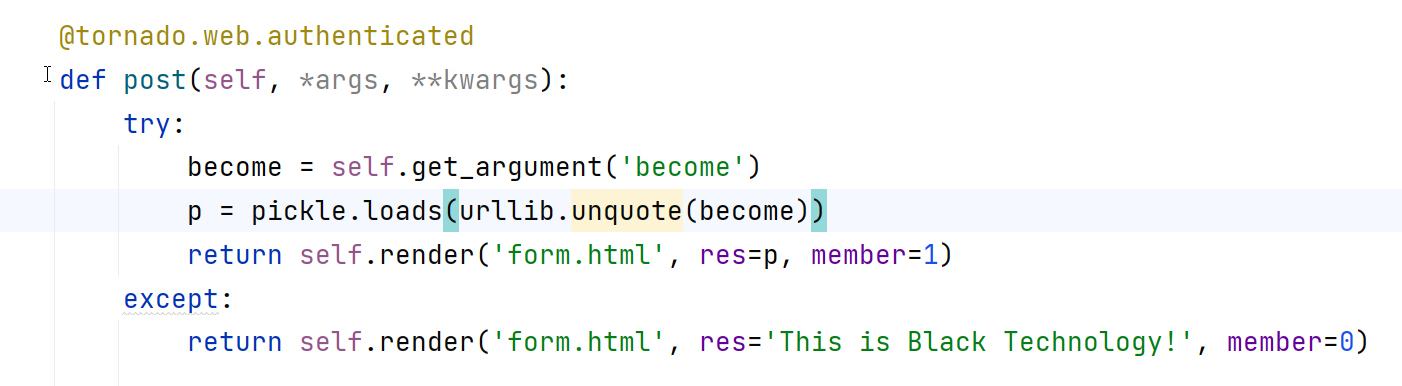 @tornado.web.authenticated
def post(self, *args, **kwargs):
try:
become = self.get_argument('become')
p = pickle.loads(urllib.unquote(become))
return self.render('form.html', res=p, member=1)
except:
return self.render('form.html', res='This is Black Technology!', member=0)